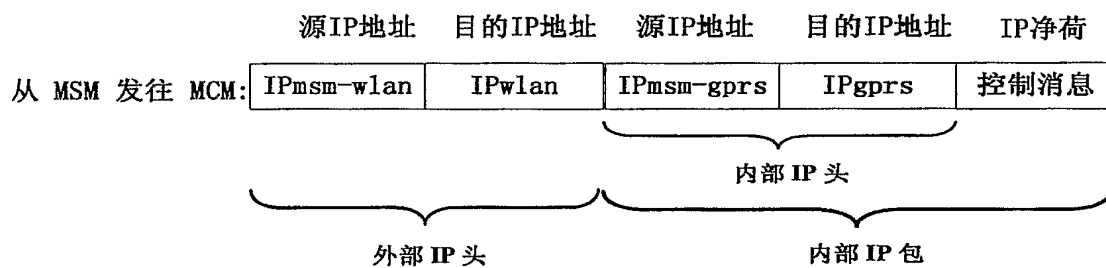 源IP地址 目的IP地址 源IP地址 目的IP地址 IP净荷
从 MSM 发往 MCM: IPmsm-wlan IPwlan IPmsm-gprs IPgprs 控制消息
内部 IP 头
外部 IP 头 内部 IP 包